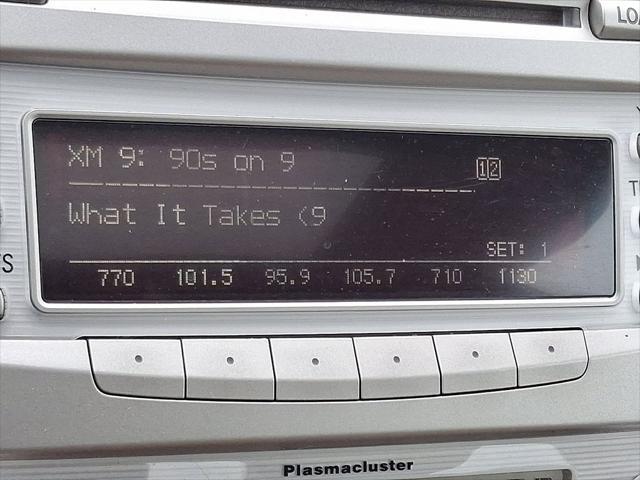 LOA
XM 9: 90s on 9
12
What It Takes (9
SET: 1
770 101.5 95.9 105.7 710 1130
Plasmacluster